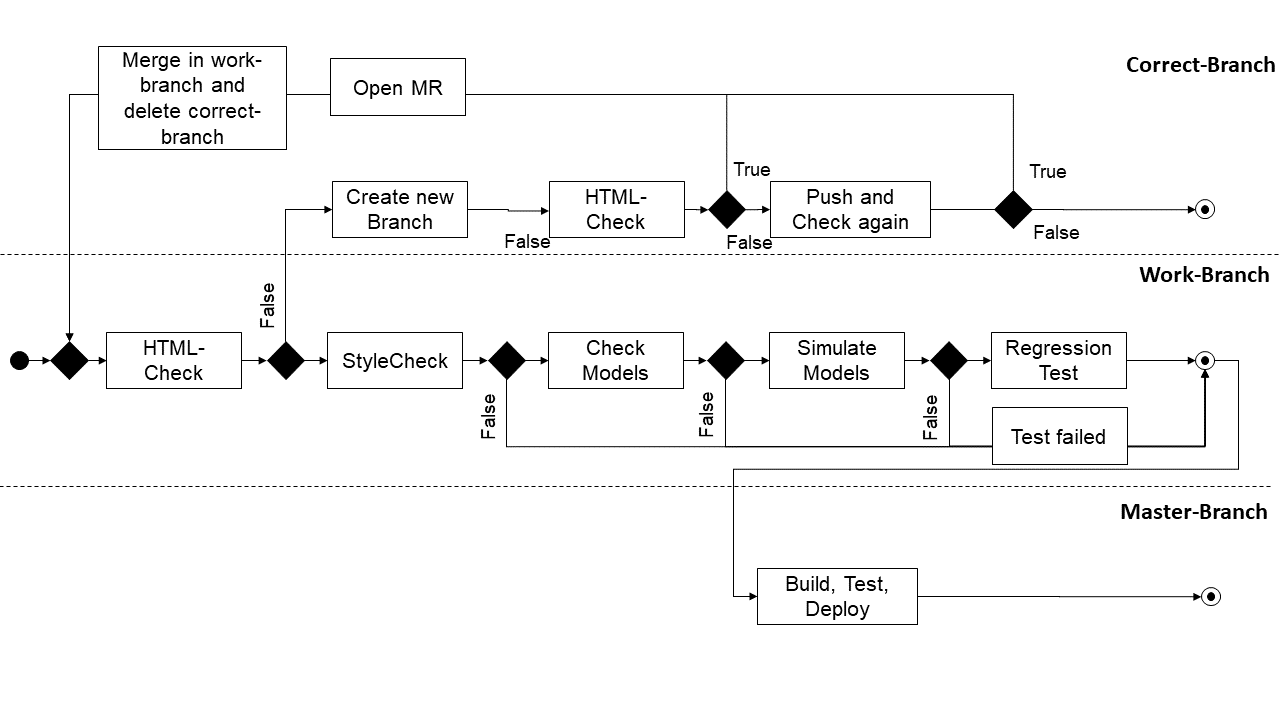 Correct-Branch
Merge in work-
branch and
delete correct-
branch
Open MR
True
True
Create new
Branch
False
HTML-
Check
False
Push and
Check again
False
Work-Branch
False
HTML-
Check
StyleCheck
Check
Models
Simulate
Models
Regression
Test
False
False
False
Test failed
Master-Branch
Build, Test,
Deploy